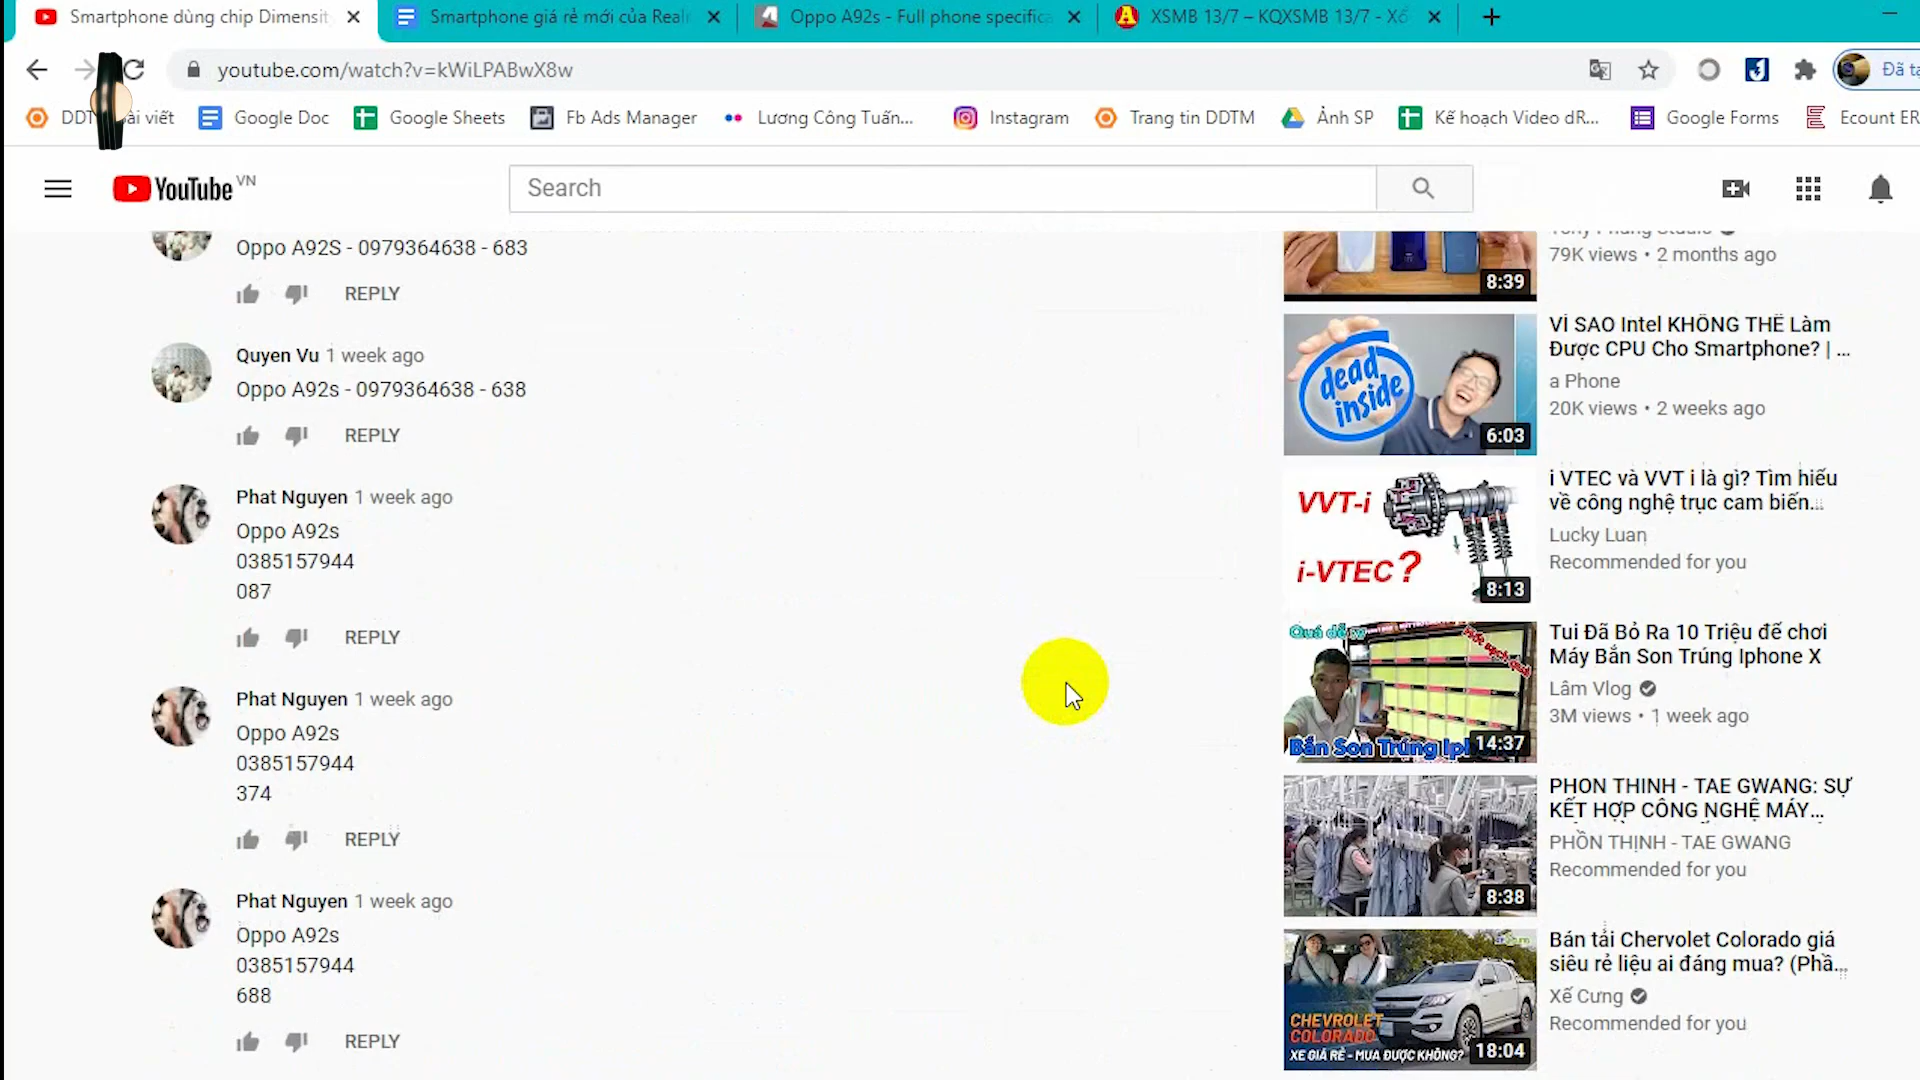 Smartphone dùng chip Dimensit
Smartphone giá rẻ mới của Real
Oppo A92s - Full phone specifica
XSMB 13/7 – KQXSMB 13/7 - Xổ
youtube.com/watch?v=kWiLPABwX8w
Đã tạ
Google Doc
Google Sheets
Fb Ads Manager
Lương Công Tuấn...
Instagram
Trang tin DDTM
Ảnh SP
Kế hoạch Video dR...
Google Forms
Ecount ER
YouTube VN
Search
Oppo A92S - 0979364638 - 683
REPLY
Quyen Vu 1 week ago
Oppo A92s - 0979364638 - 638
REPLY
Phat Nguyen 1 week ago
Oppo A92s
0385157944
087
REPLY
Phat Nguyen 1 week ago
Oppo A92s
0385157944
374
REPLY
Phat Nguyen 1 week ago
Oppo A92s
0385157944
688
REPLY
8:39
79K views • 2 months ago
dead
inside
6:03
VÌ SAO Intel KHÔNG THỂ Làm
Được CPU Cho Smartphone? | ...
a Phone
20K views • 2 weeks ago
VVT-i
i-VTEC?
8:13
i VTEC và VVT i là gì? Tìm hiểu
về công nghệ trục cam biến...
Lucky Luan
Recommended for you
Quá dễ
Bắn Son Trúng Iph
14:37
Tui Đã Bỏ Ra 10 Triệu để chơi
Máy Bắn Son Trúng Iphone X
Lâm Vlog
3M views • 1 week ago
8:38
PHON THINH - TAE GWANG: SỰ
KẾT HỢP CÔNG NGHỆ MÁY...
PHỒN THỊNH - TAE GWANG
Recommended for you
CHEVROLET
COLORADO
XE GIÁ RẺ - MUA ĐƯỢC KHÔNG?
18:04
Bán tải Chervolet Colorado giá
siêu rẻ liệu ai đáng mua? (Phầ...
Xế Cưng
Recommended for you